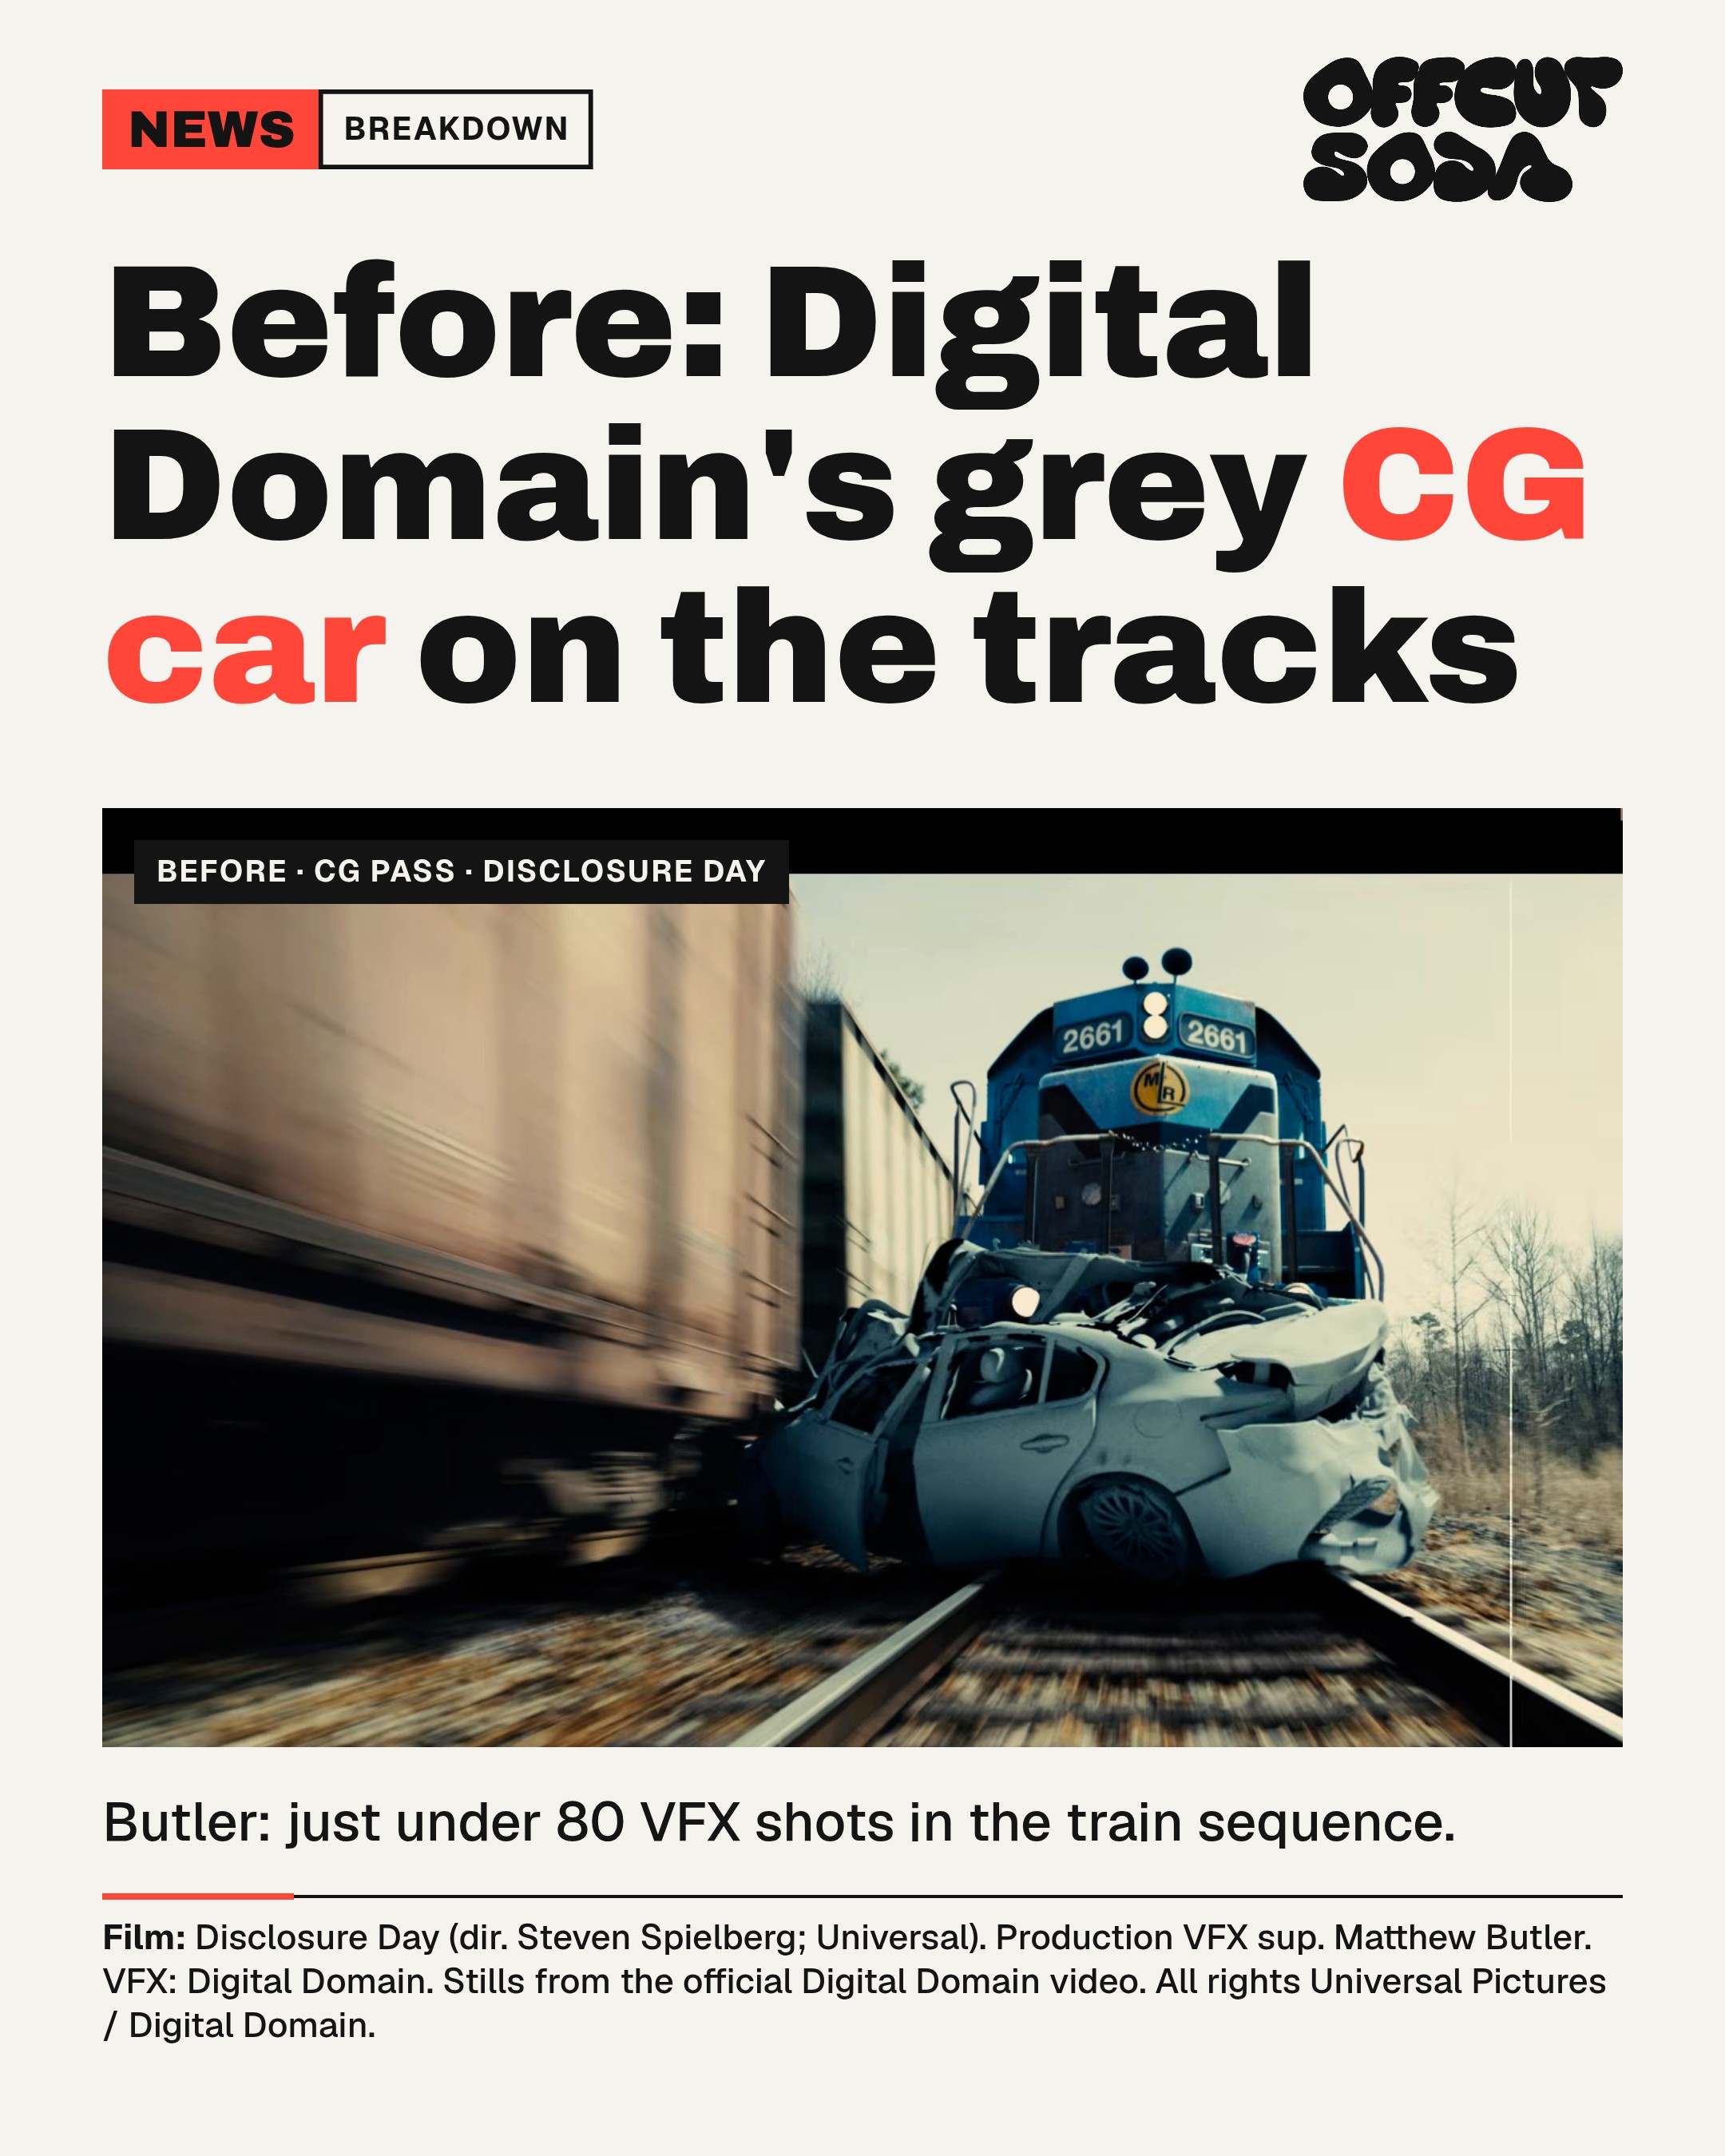 NEWS BREAKDOWN
OFFCUT
SODA
Before: Digital
Domain's grey CG
car on the tracks
BEFORE · CG PASS · DISCLOSURE DAY
2661 2661
M R
Butler: just under 80 VFX shots in the train sequence.
Film: Disclosure Day (dir. Steven Spielberg; Universal). Production VFX sup. Matthew Butler.
VFX: Digital Domain. Stills from the official Digital Domain video. All rights Universal Pictures
/ Digital Domain.